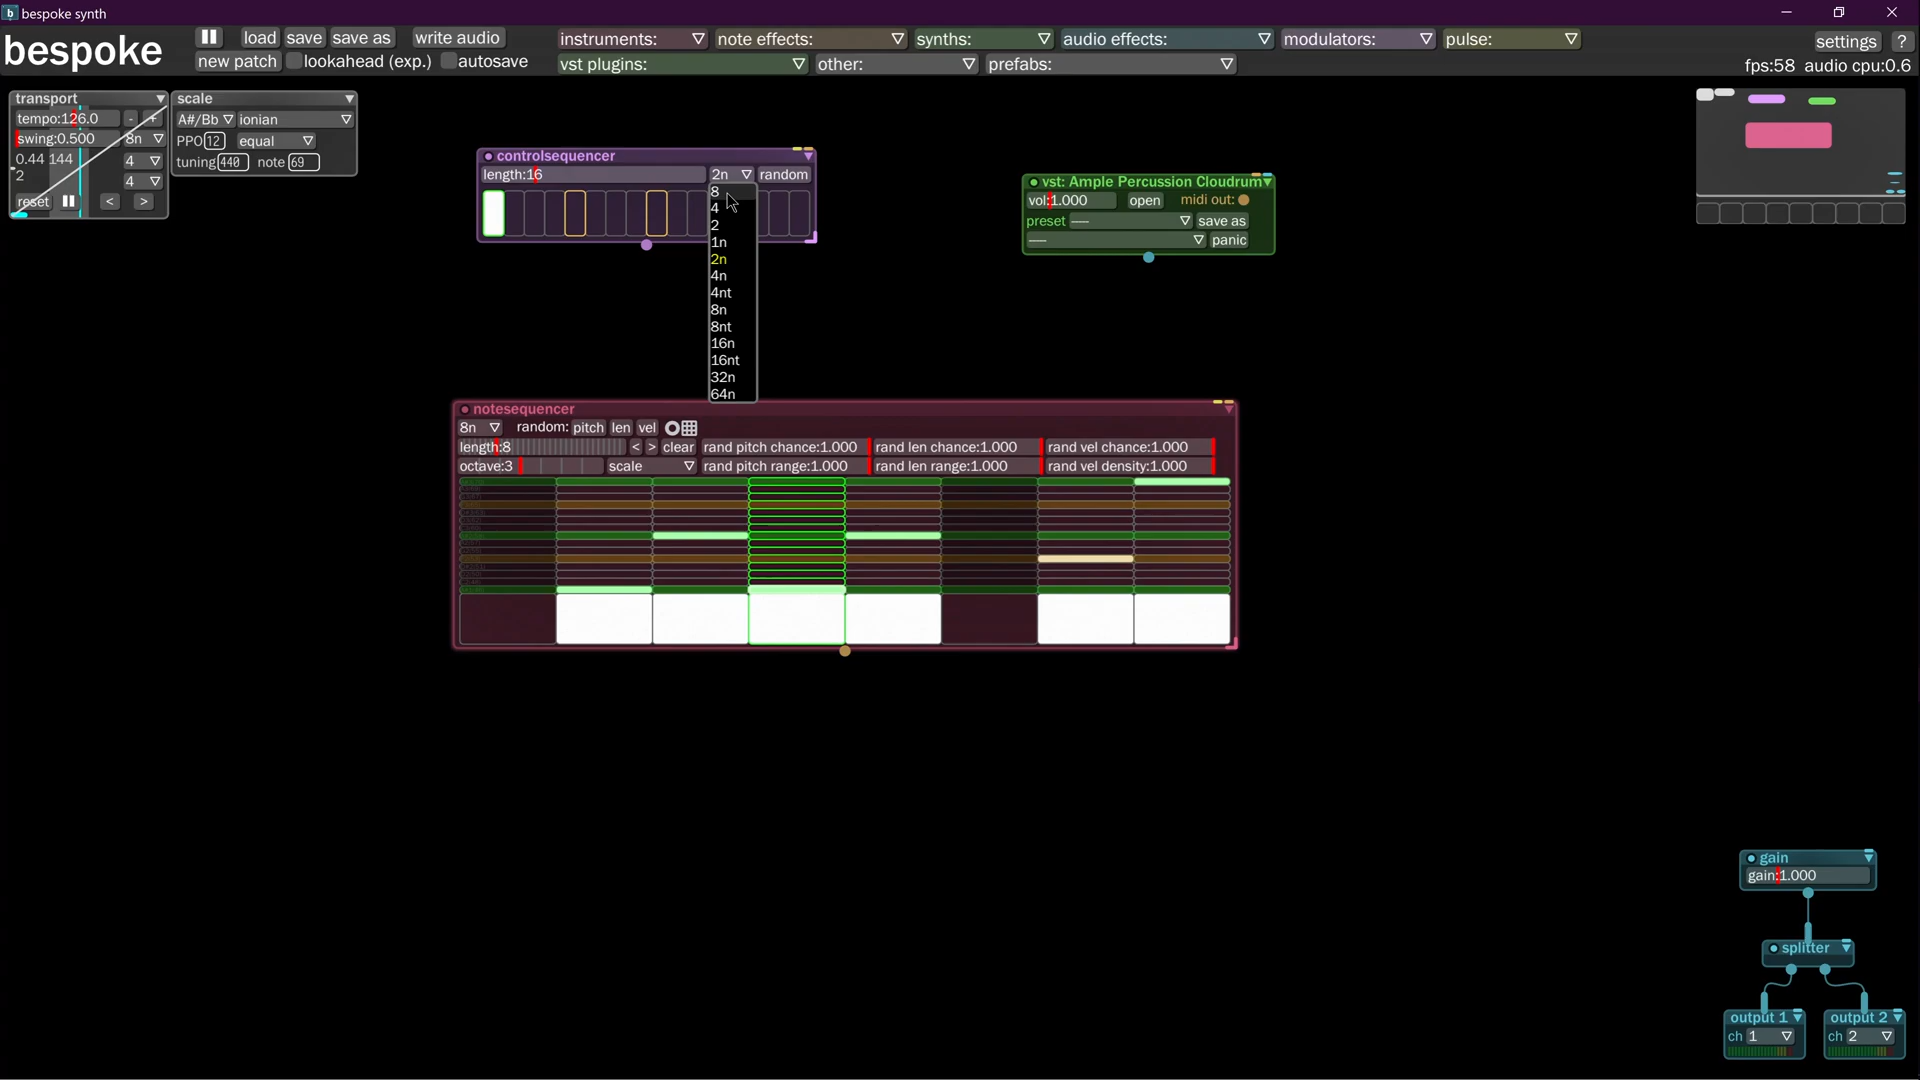 bespoke synth
bespoke
load save save as write audio
new patch lookahead (exp.) autosave
instruments: note effects: synths: audio effects: modulators: pulse:
vst plugins: other: prefabs:
settings ?
fps:58 audio cpu:0.6
transport
tempo:126.0 - +
swing:0.500 8n
0.44 144 4
2 4
reset < >
scale
A#/Bb ionian
PPO 12 equal
tuning 440 note 69
controlsequencer
length:16 2n random
8
4
2
1n
2n
4n
4nt
8n
8nt
16n
16nt
32n
64n
vst: Ample Percussion Cloudrum
vol:1.000 open midi out:
preset — save as
— panic
notesequencer
8n random: pitch len vel
length:8 < > clear rand pitch chance:1.000 rand len chance:1.000 rand vel chance:1.000
octave:3 scale rand pitch range:1.000 rand len range:1.000 rand vel density:1.000
gain
gain:1.000
splitter
output 1 output 2
ch 1 ch 2